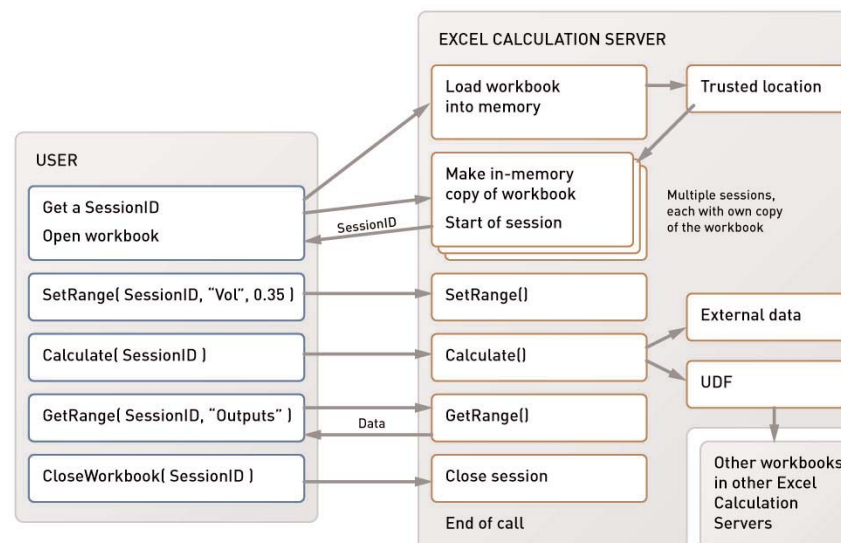 EXCEL CALCULATION SERVER
Load workbook
into memory
Trusted location
USER
Get a SessionID
Open workbook
SessionID
Make in-memory
copy of workbook
Start of session
Multiple sessions,
each with own copy
of the workbook
SetRange( SessionID, “Vol”, 0.35 )
SetRange()
External data
Calculate( SessionID )
Calculate()
UDF
GetRange( SessionID, “Outputs” )
Data
GetRange()
CloseWorkbook( SessionID )
Close session
End of call
Other workbooks
in other Excel
Calculation
Servers